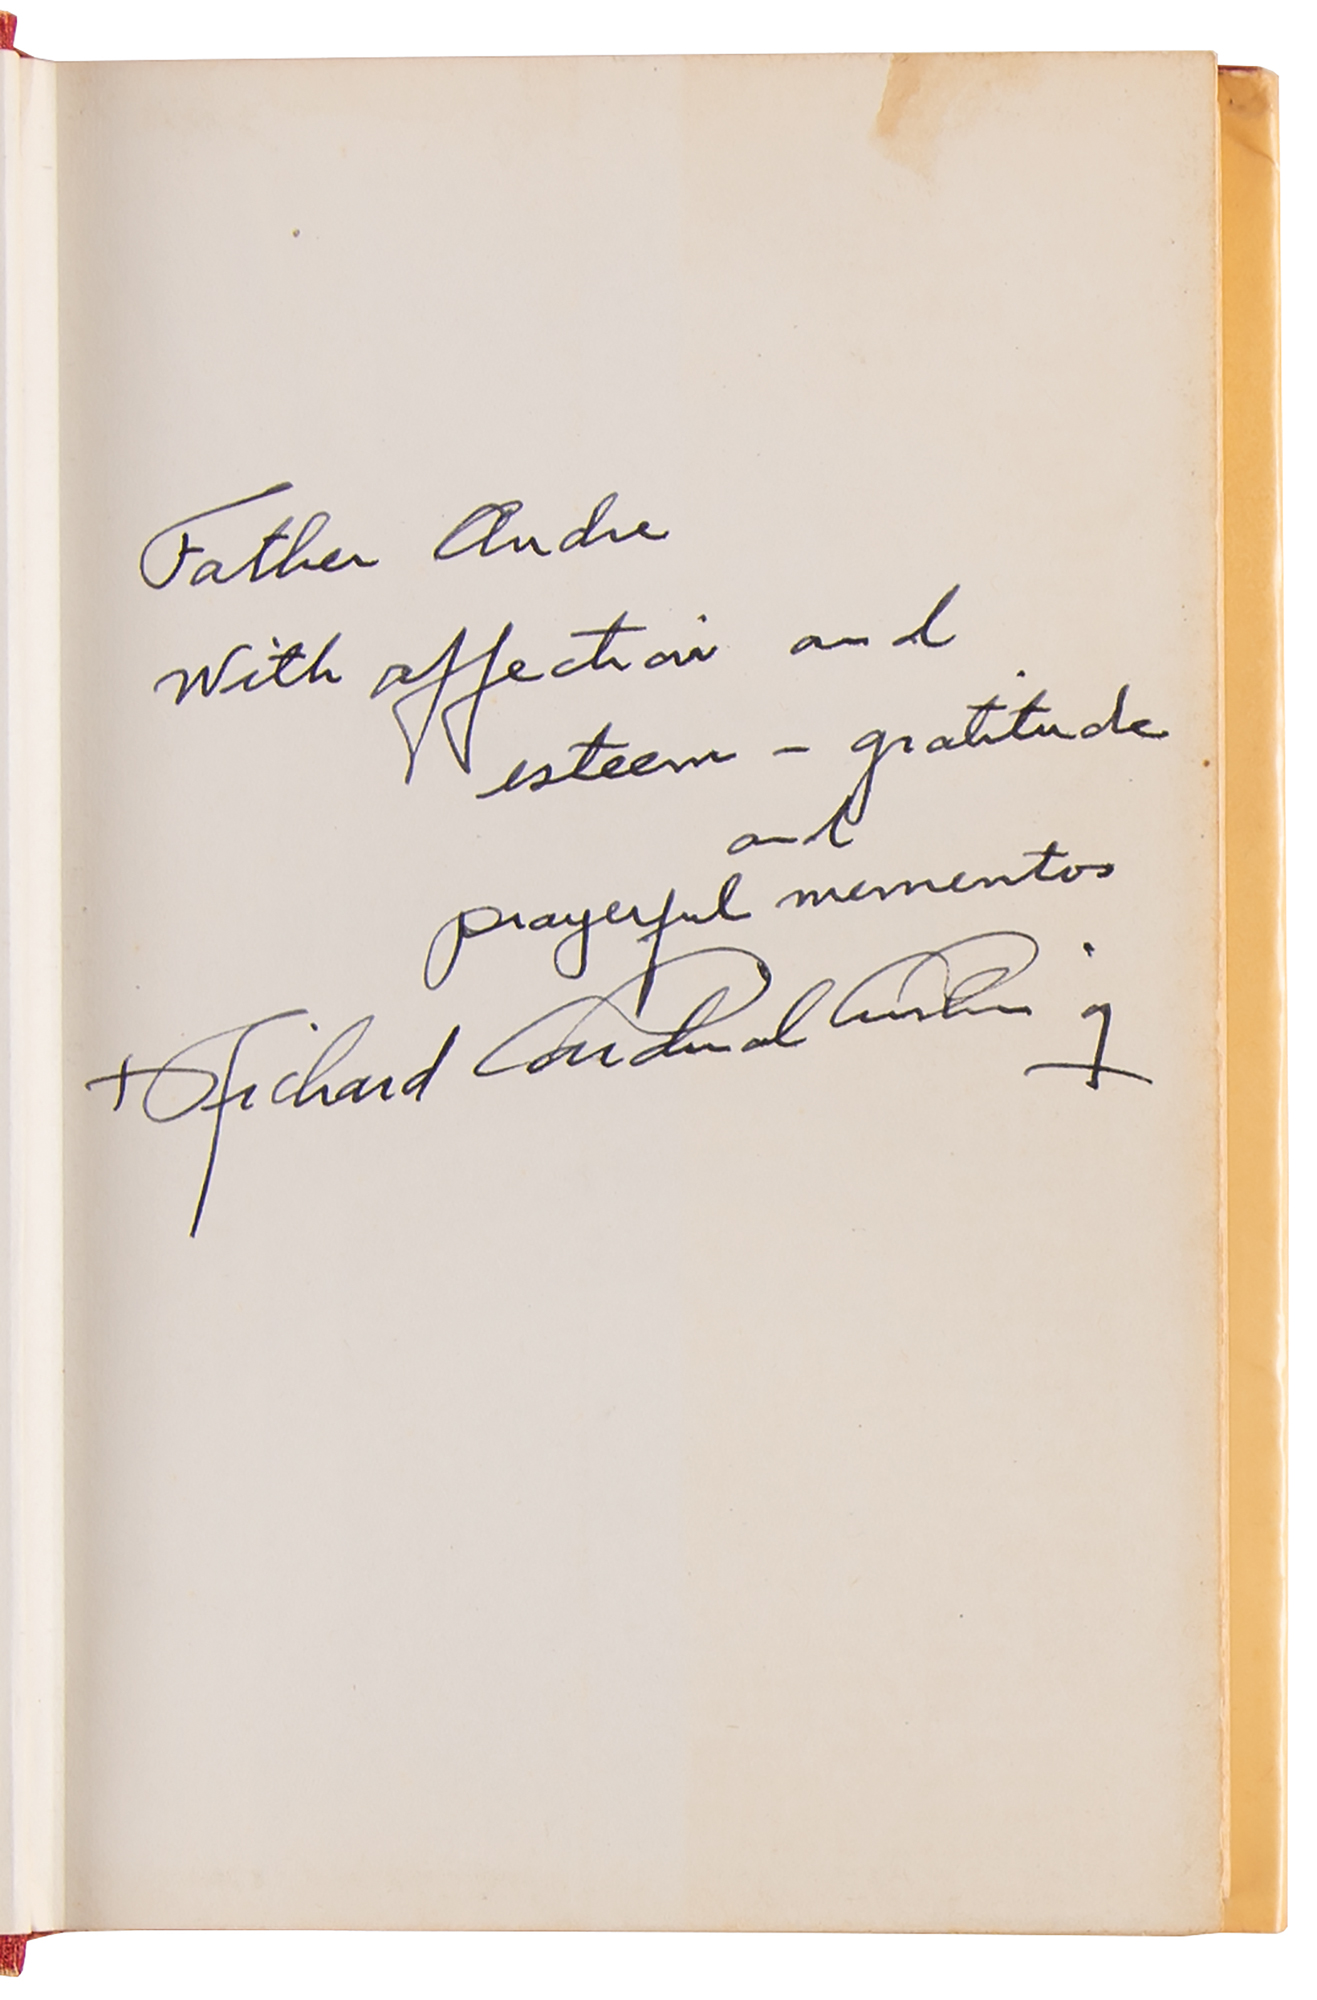 Father Andre
With affection and
esteem - gratitude
and
prayerful mementos
+ Richard Cardinal Cushing